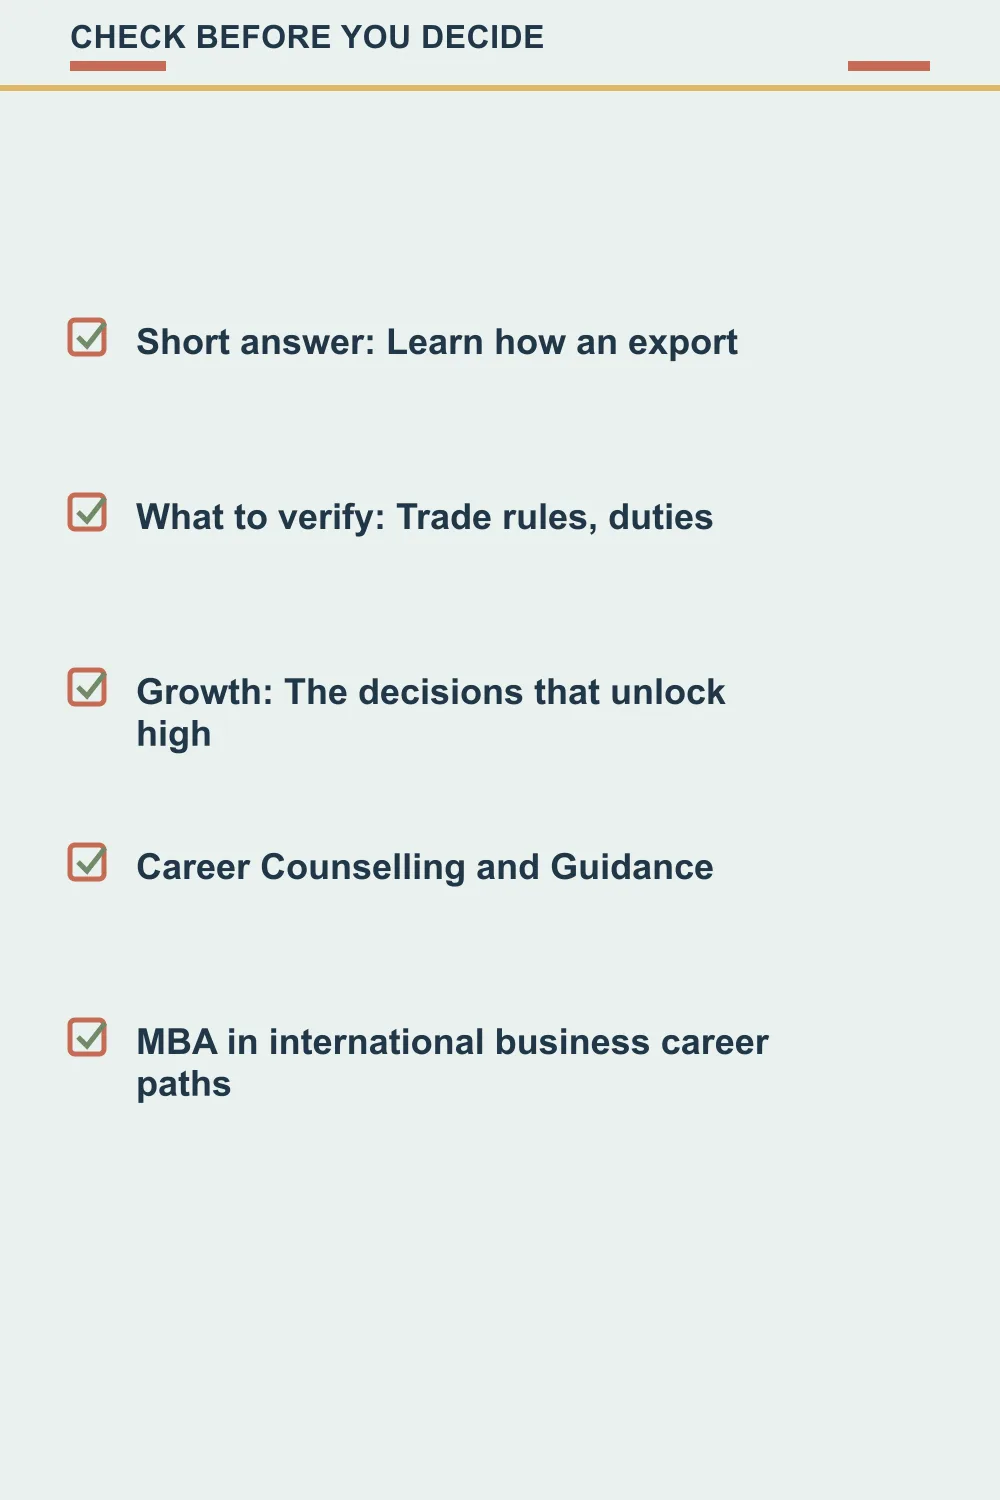 CHECK BEFORE YOU DECIDE
Short answer: Learn how an export
What to verify: Trade rules, duties
Growth: The decisions that unlock
high
Career Counselling and Guidance
MBA in international business career
paths